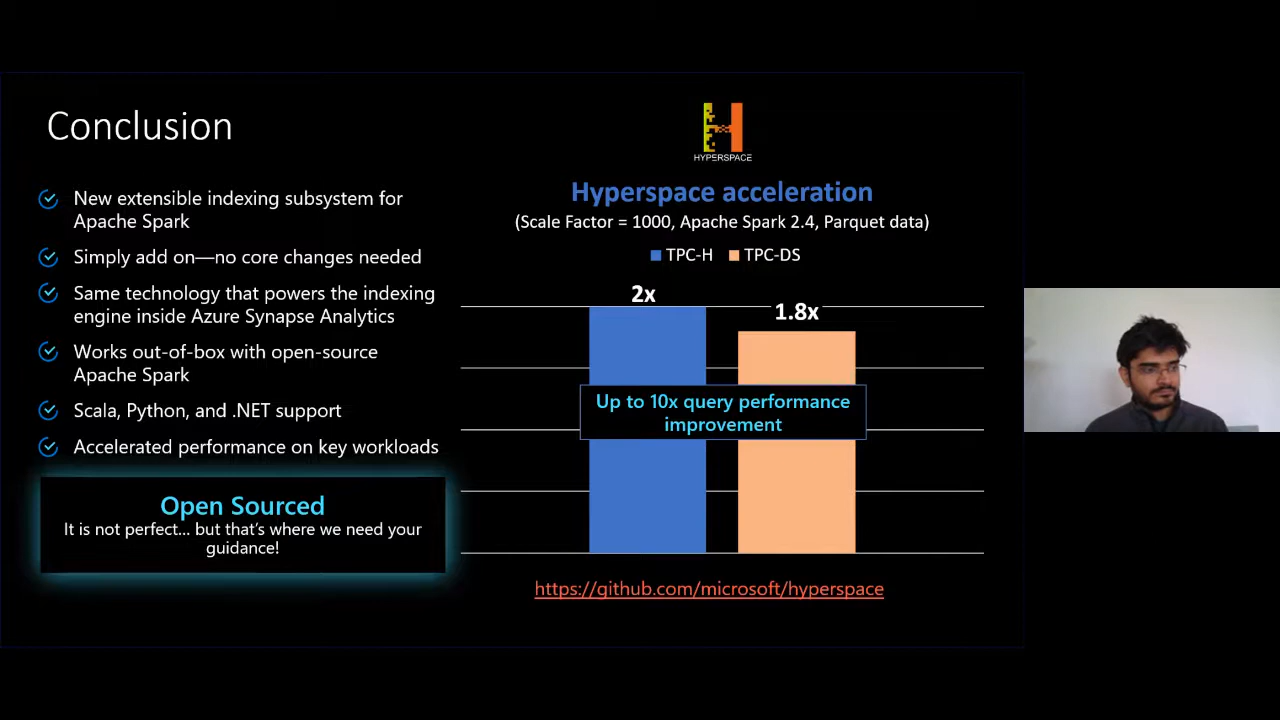 Conclusion
New extensible indexing subsystem for
Apache Spark
Simply add on—no core changes needed
Same technology that powers the indexing
engine inside Azure Synapse Analytics
Works out-of-box with open-source
Apache Spark
Scala, Python, and .NET support
Accelerated performance on key workloads
Open Sourced
It is not perfect... but that's where we need your
guidance!
HYPERSPACE
Hyperspace acceleration
(Scale Factor = 1000, Apache Spark 2.4, Parquet data)
TPC-H TPC-DS
2x
1.8x
Up to 10x query performance
improvement
https://github.com/microsoft/hyperspace